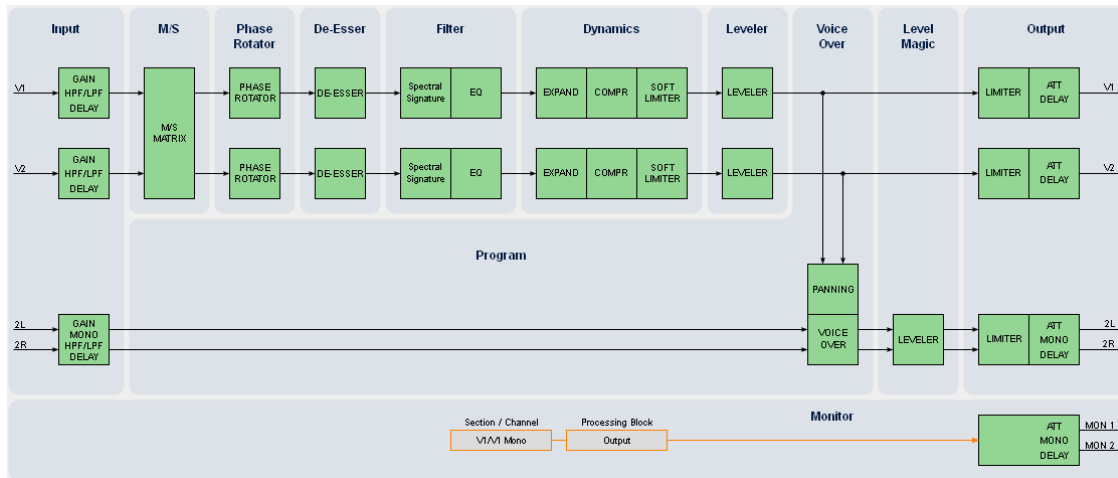 Input
M/S
Phase
Rotator
De-Esser
Filter
Dynamics
Leveler
Voice
Over
Level
Magic
Output
V1
GAIN
HPF/LPF
DELAY
M/S
MATRIX
PHASE
ROTATOR
DE-ESSER
Spectral
Signature
EQ
EXPAND
COMPR
SOFT
LIMITER
LEVELER
LIMITER
ATT
DELAY
V1
V2
GAIN
HPF/LPF
DELAY
PHASE
ROTATOR
DE-ESSER
Spectral
Signature
EQ
EXPAND
COMPR
SOFT
LIMITER
LEVELER
LIMITER
ATT
DELAY
V2
Program
PANNING
2L
2R
GAIN
MONO
HPF/LPF
DELAY
VOICE
OVER
LEVELER
LIMITER
ATT
MONO
DELAY
2L
2R
Monitor
Section / Channel
V1/V1 Mono
Processing Block
Output
ATT
MONO
DELAY
MON 1
MON 2